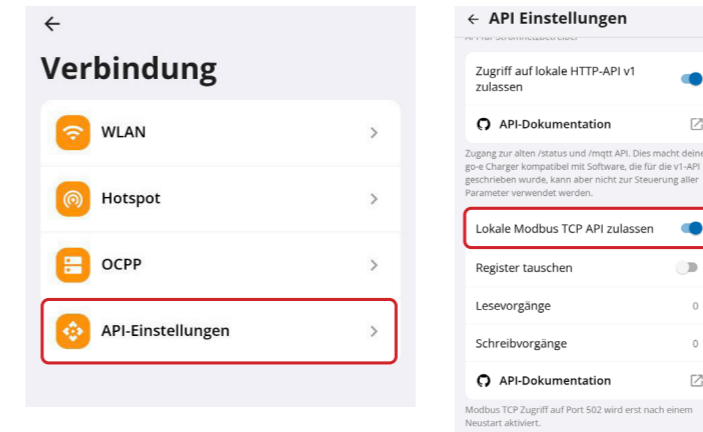 Verbindung
WLAN
Hotspot
OCPP
API-Einstellungen
API Einstellungen
Zugriff auf lokale HTTP-API v1
zulassen
API-Dokumentation
Zugang zur alten /status und /mqtt API. Dies macht deine
go-e Charger kompatibel mit Software, die für die v1-API
geschrieben wurde, kann aber nicht zur Steuerung aller
Parameter verwendet werden.
Lokale Modbus TCP API zulassen
Register tauschen
Lesevorgänge 0
Schreibvorgänge 0
API-Dokumentation
Modbus TCP Zugriff auf Port 502 wird erst nach einem
Neustart aktiviert.